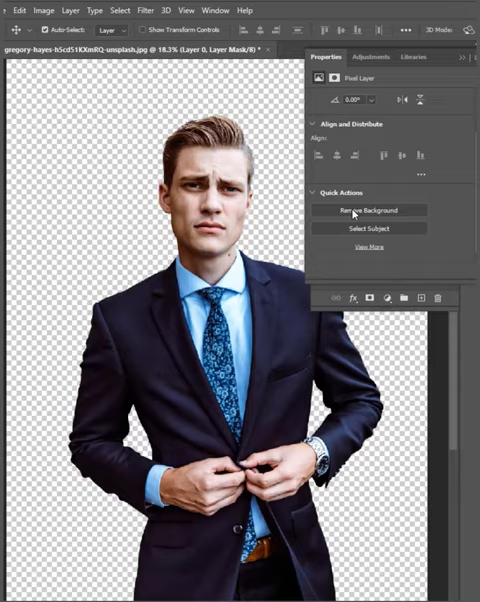 e Edit Image Layer Type Select Filter 3D View Window Help
Auto-Select: Layer Show Transform Controls 3D Mode:
gregory-hayes-h5cd51KXmRQ-unsplash.jpg @ 18.3% (Layer 0, Layer Mask/8) * ×
Properties Adjustments Libraries
Pixel Layer
0.00°
Align and Distribute
Align:
Quick Actions
Remove Background
Select Subject
View More
fx